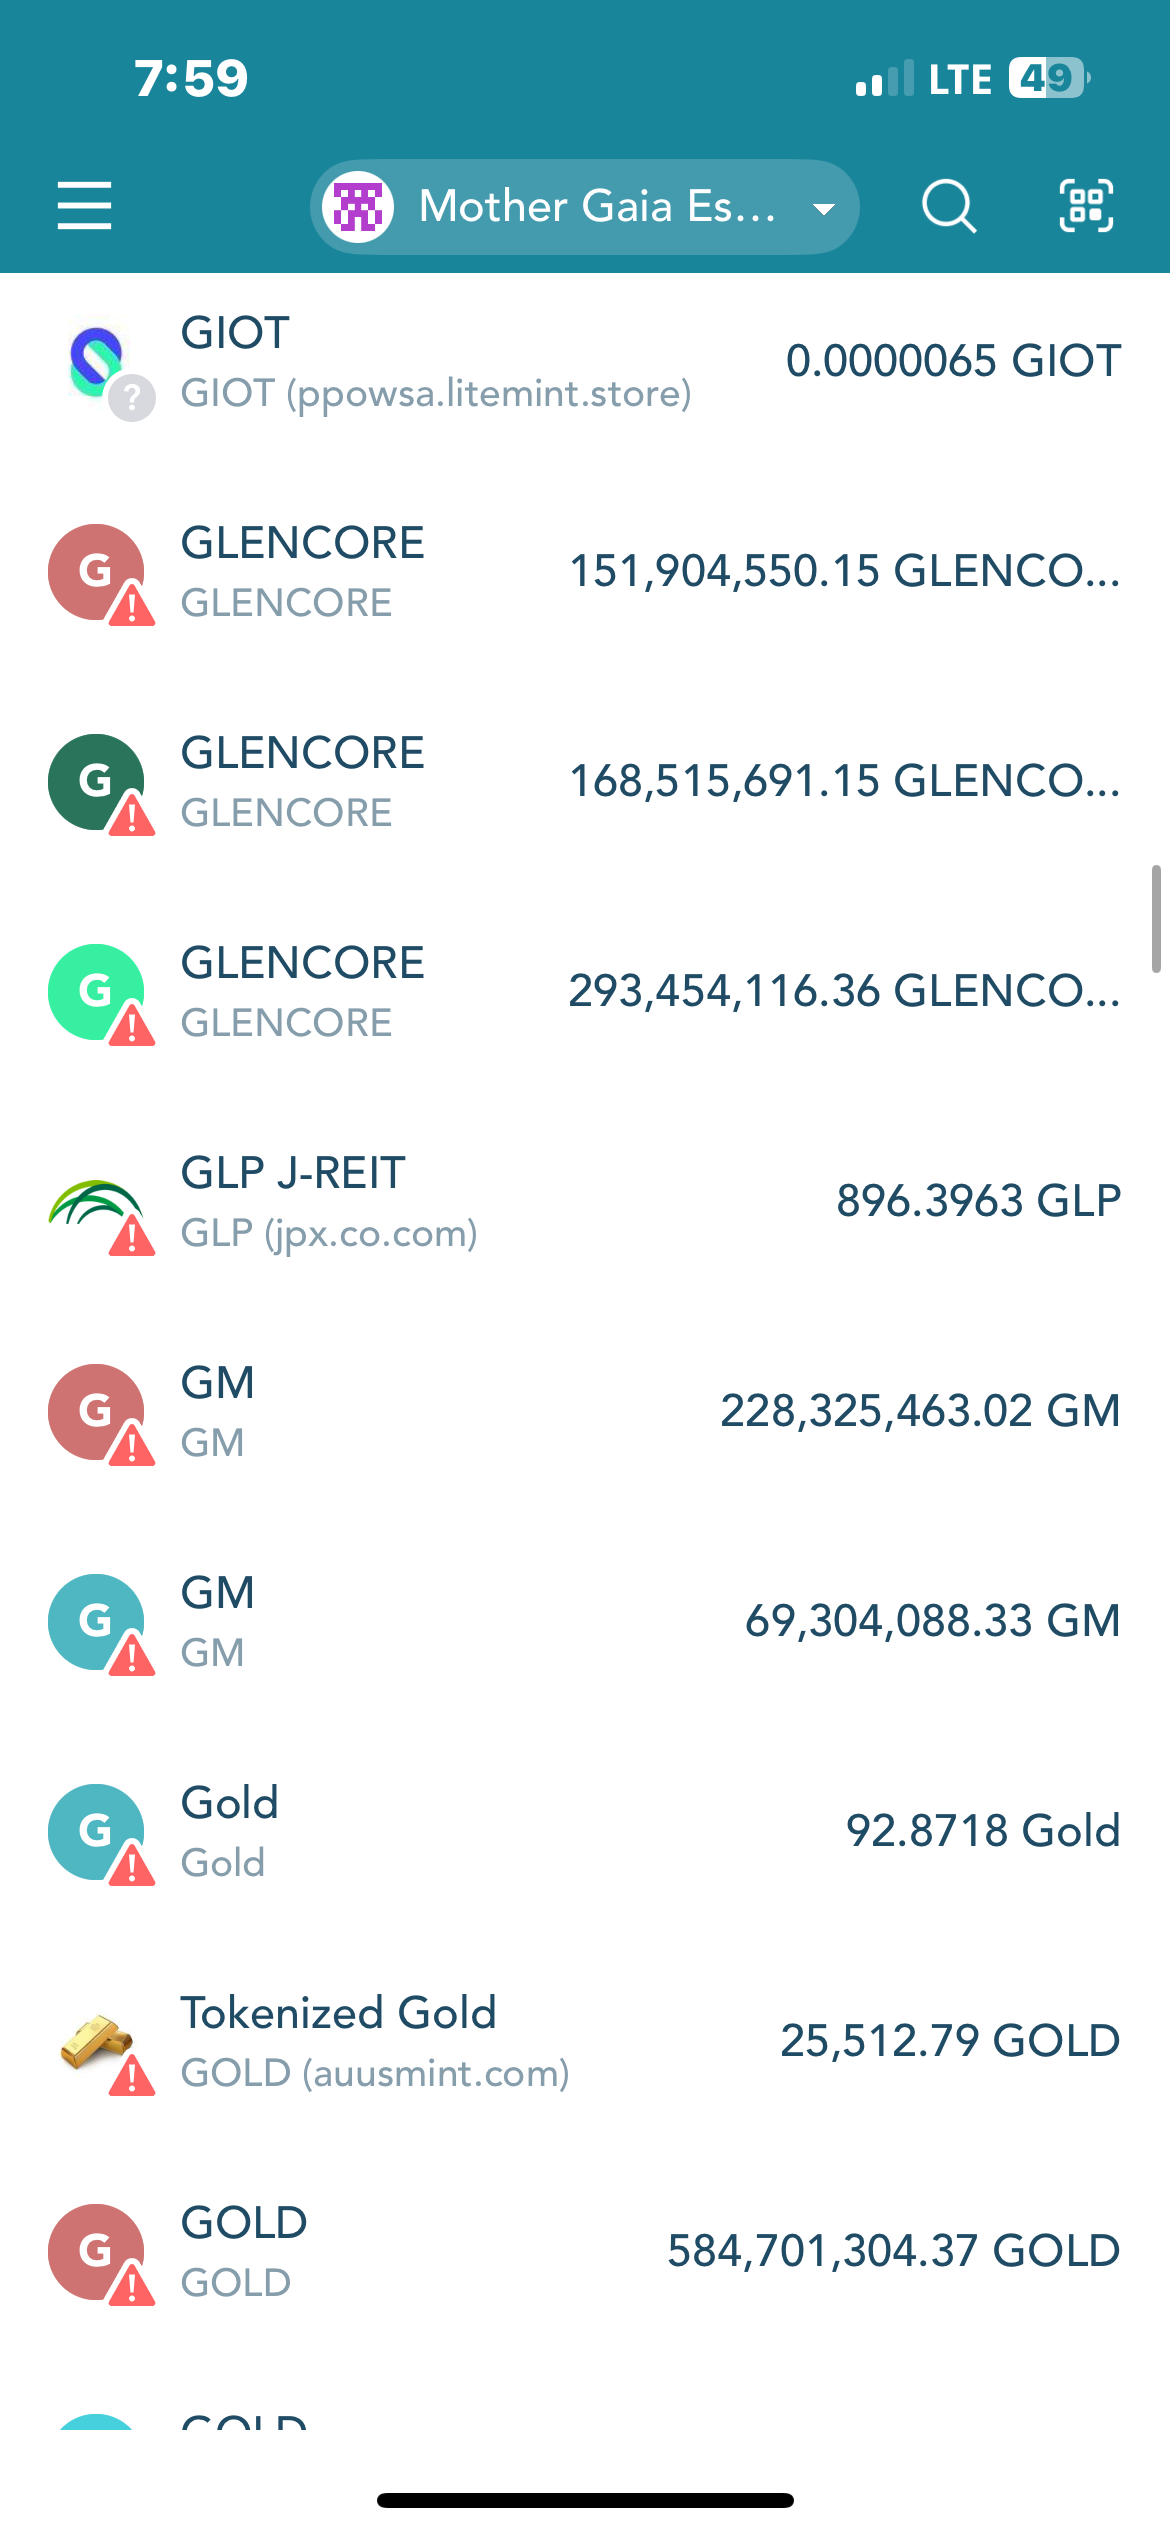 7:59
LTE 49
Mother Gaia Es...
GIOT
0.0000065 GIOT
GIOT (ppowsa.litemint.store)
?
G
GLENCORE
151,904,550.15 GLENCO...
GLENCORE
G
GLENCORE
168,515,691.15 GLENCO...
GLENCORE
G
GLENCORE
293,454,116.36 GLENCO...
GLENCORE
GLP J-REIT
896.3963 GLP
GLP (jpx.co.com)
G
GM
228,325,463.02 GM
GM
G
GM
69,304,088.33 GM
GM
G
Gold
92.8718 Gold
Gold
Tokenized Gold
25,512.79 GOLD
GOLD (auusmint.com)
G
GOLD
584,701,304.37 GOLD
GOLD
GOLD